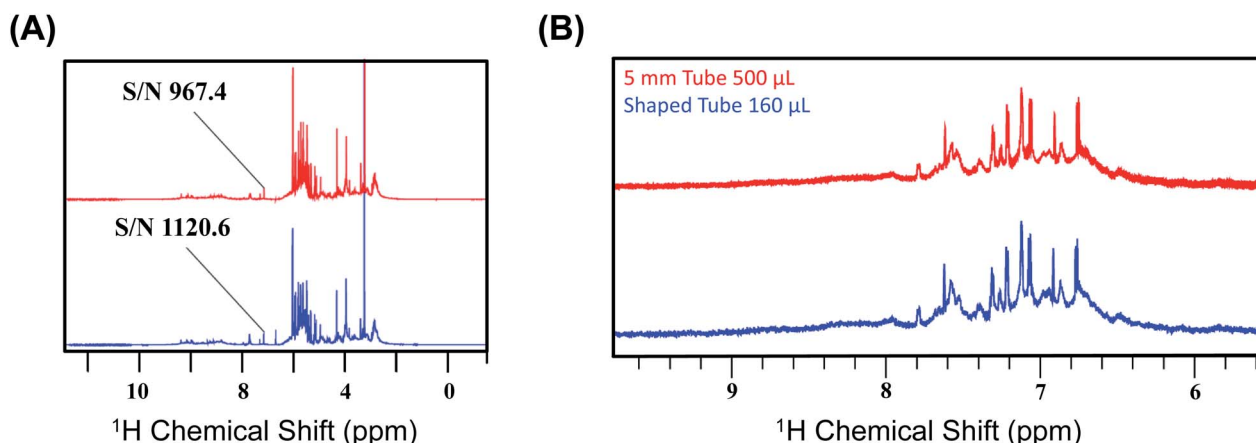 (A)
S/N 967.4
S/N 1120.6
10 8 6 4 0
¹H Chemical Shift (ppm)
(B)
5 mm Tube 500 µL
Shaped Tube 160 µL
9 8 7 6
¹H Chemical Shift (ppm)